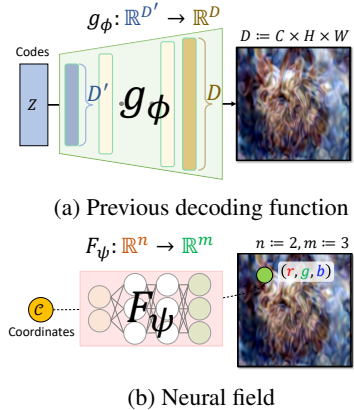 g_ϕ: ℝ^{D′} → ℝ^D
D ≔ C × H × W
Codes
Z
D′
g_ϕ
D
(a) Previous decoding function
F_ψ: ℝ^n → ℝ^m
n ≔ 2, m ≔ 3
(r, g, b)
C
F_ψ
Coordinates
(b) Neural field